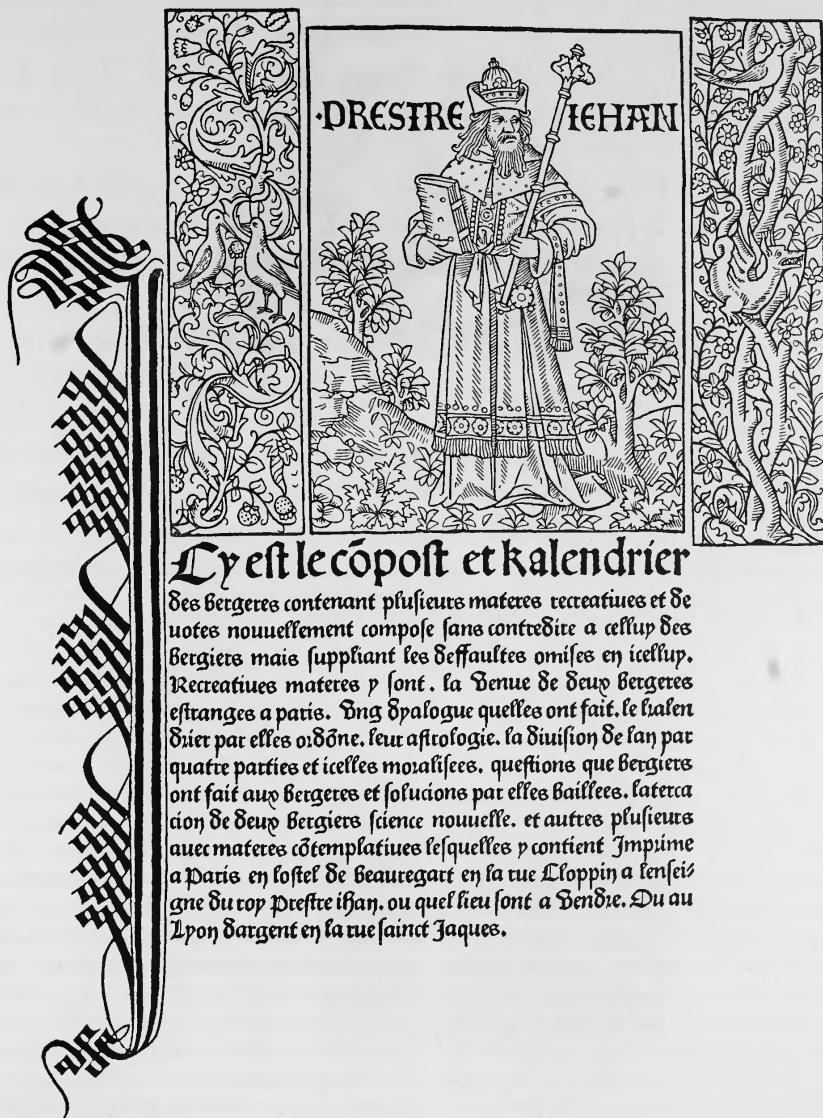 ·PRESTRE IEHAN
Cy est le cõpost et kalendrier
des bergeres contenant plusieurs materes recreatiues et de
uotes nouuellement compose sans contredire a celluy des
bergiers mais suppliant les deffaultes omises en icelluy.
Recreatiues materes y sont. la venue de deux bergeres
estranges a paris. vng dyalogue quelles ont fait. le kalen
drier par elles ordõne. leur astrologie. la diuision de lan par
quatre parties et icelles moralisees. questions que bergiers
ont fait aux bergeres et solucions par elles baillees. laterca
cion de deux bergiers science nouuelle. et autres plusieurs
auec materes cõtemplatiues lesquelles y contient Imprime
a Paris en lostel de beauregart en la rue Cloppin a lensei⸗
gne du roy Prestre ihan. ou quel lieu sont a vendre. Ou au
Lyon dargent en la rue sainct Jaques.